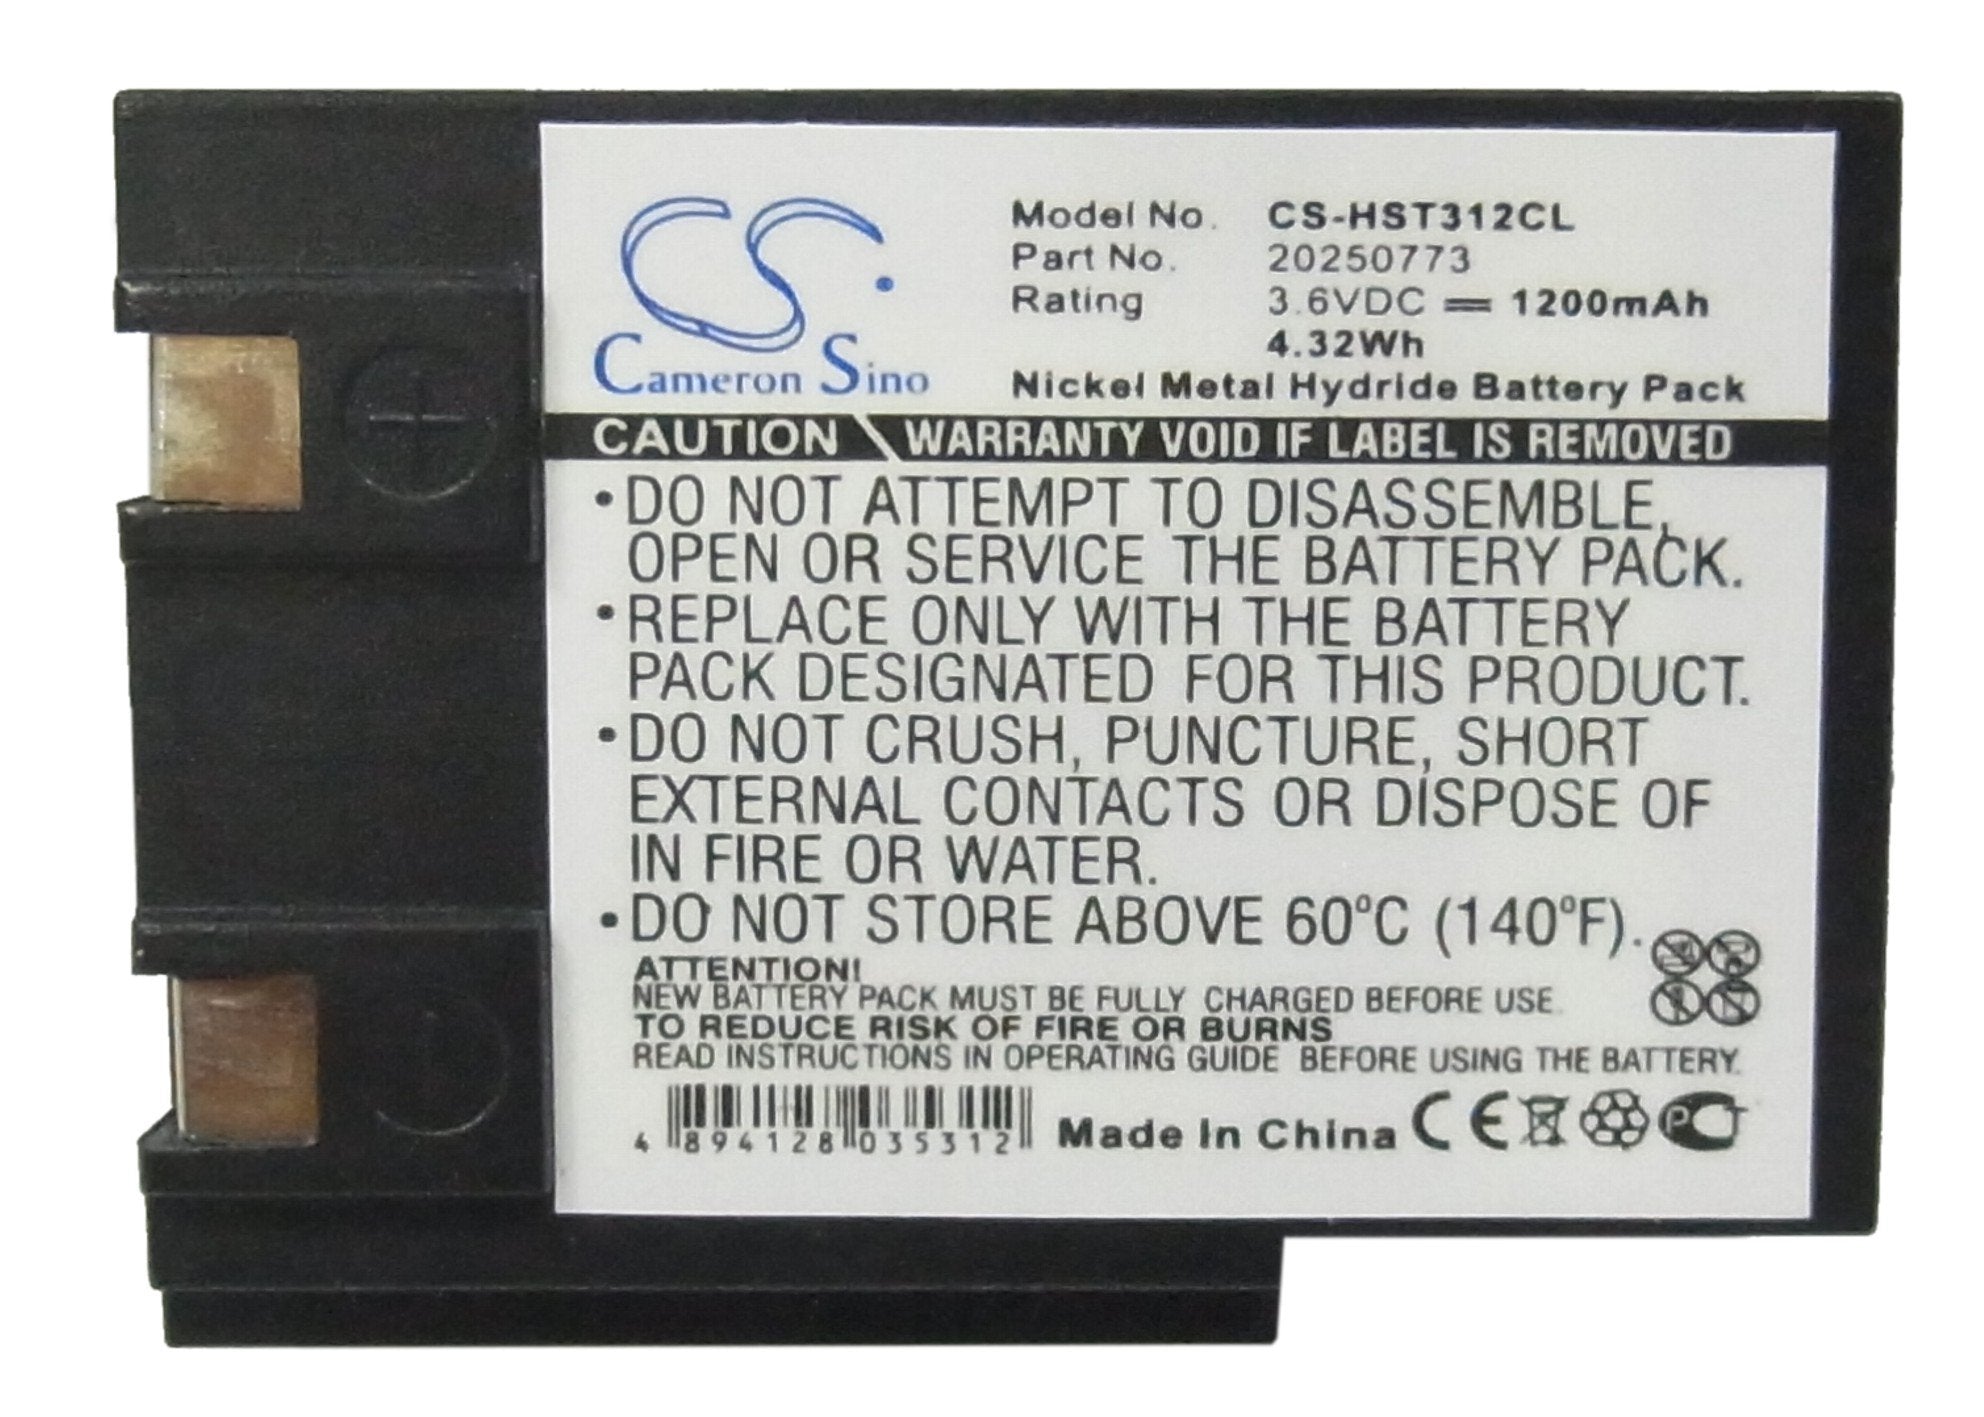 CS
Cameron Sino
Model No. CS-HST312CL
Part No. 20250773
Rating 3.6VDC 1200mAh
4.32Wh
Nickel Metal Hydride Battery Pack
CAUTION WARRANTY VOID IF LABEL IS REMOVED
•DO NOT ATTEMPT TO DISASSEMBLE,
OPEN OR SERVICE THE BATTERY PACK.
•REPLACE ONLY WITH THE BATTERY
PACK DESIGNATED FOR THIS PRODUCT.
•DO NOT CRUSH, PUNCTURE, SHORT
EXTERNAL CONTACTS OR DISPOSE OF
IN FIRE OR WATER.
•DO NOT STORE ABOVE 60ºC (140ºF).
ATTENTION!
NEW BATTERY PACK MUST BE FULLY CHARGED BEFORE USE.
TO REDUCE RISK OF FIRE OR BURNS
READ INSTRUCTIONS IN OPERATING GUIDE BEFORE USING THE BATTERY.
4 894128 035312 Made In China CE PCT